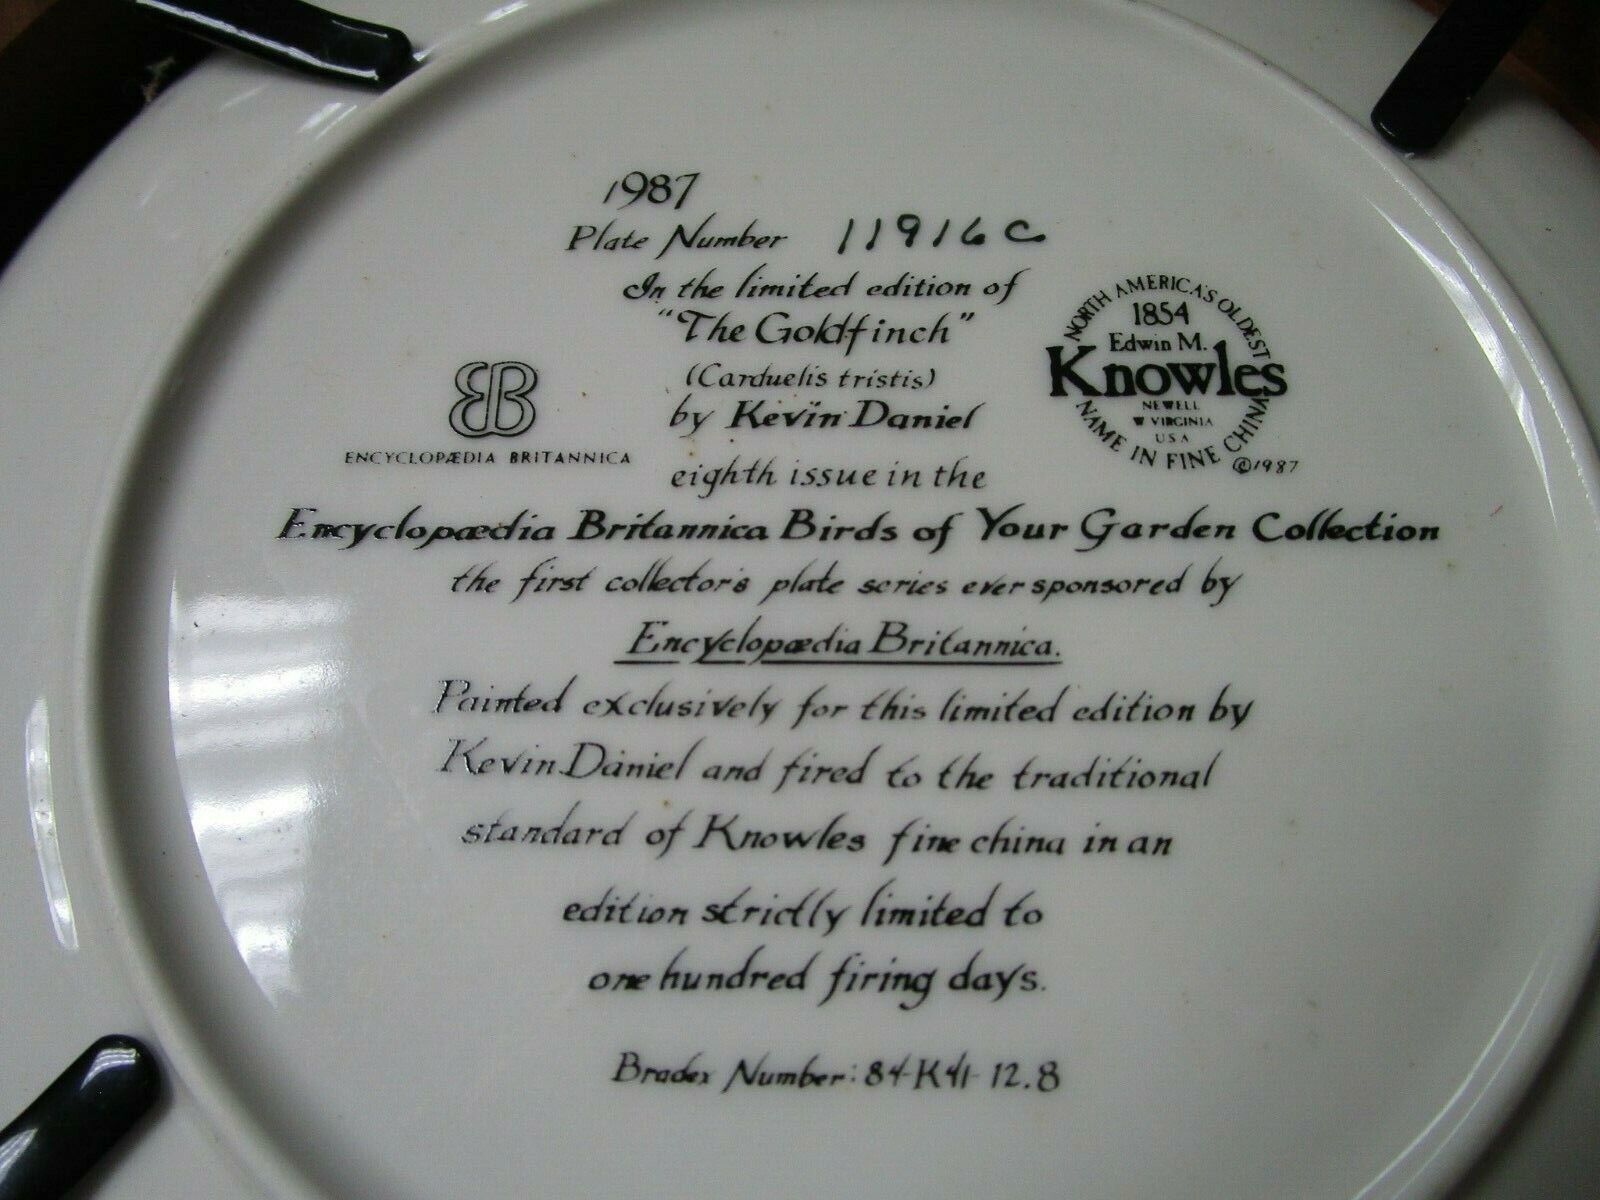 1987
Plate Number 11916C
In the limited edition of
"The Goldfinch"
(Carduelis tristis)
by Kevin Daniel
eighth issue in the
Encyclopædia Britannica Birds of Your Garden Collection
the first collector's plate series ever sponsored by
Encyclopædia Britannica.
Painted exclusively for this limited edition by
Kevin Daniel and fired to the traditional
standard of Knowles fine china in an
edition strictly limited to
one hundred firing days.
Bradex Number: 84-K41-12.8
EB
ENCYCLOPÆDIA BRITANNICA
NORTH AMERICA'S OLDEST
1854
Edwin M.
Knowles
NEWELL
W VIRGINIA
USA
NAME IN FINE CHINA
©1987